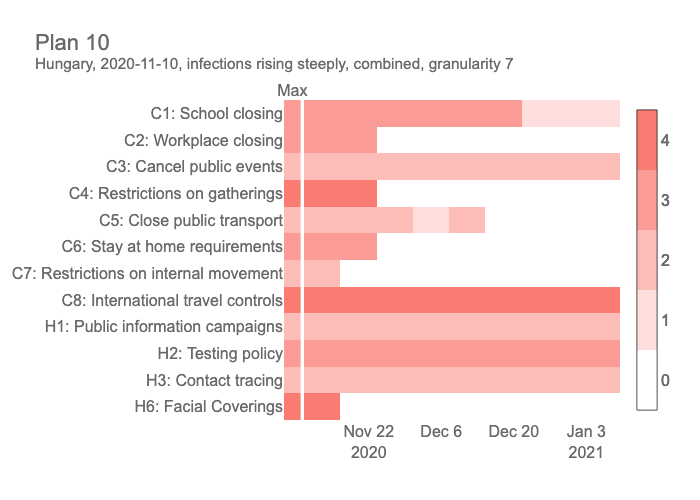 Plan 10
Hungary, 2020-11-10, infections rising steeply, combined, granularity 7
Max
C1: School closing
C2: Workplace closing
C3: Cancel public events
C4: Restrictions on gatherings
C5: Close public transport
C6: Stay at home requirements
C7: Restrictions on internal movement
C8: International travel controls
H1: Public information campaigns
H2: Testing policy
H3: Contact tracing
H6: Facial Coverings
Nov 22 Dec 6 Dec 20 Jan 3
2020 2021
4
3
2
1
0